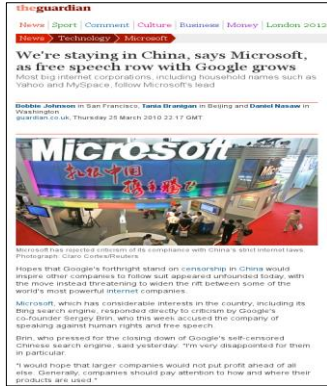 theguardian
News Sport Comment Culture Business Money London 2012
News Technology Microsoft
We're staying in China, says Microsoft,
as free speech row with Google grows
Most big internet corporations, including household names such as
Yahoo and MySpace, follow Microsoft's lead
Bobbie Johnson in San Francisco, Tania Branigan in Beijing and Daniel Nasaw in
Washington
guardian.co.uk, Thursday 25 March 2010 22.17 GMT
Microsoft
Microsoft has rejected criticism of its compliance with China's strict internet laws.
Photograph: Claro Cortes/Reuters
Hopes that Google's forthright stand on censorship in China would
inspire other companies to follow suit appeared unfounded today, with
the move instead threatening to widen the rift between some of the
world's most powerful internet companies.
Microsoft, which has considerable interests in the country, including its
Bing search engine, responded directly to criticism by Google's
co-founder Sergey Brin, who this week accused the company of
speaking against human rights and free speech.
Brin, who pressed for the closing down of Google's self-censored
Chinese search engine, said yesterday: "I'm very disappointed for them
in particular.
"I would hope that larger companies would not put profit ahead of all
else. Generally, companies should pay attention to how and where their
products are used."